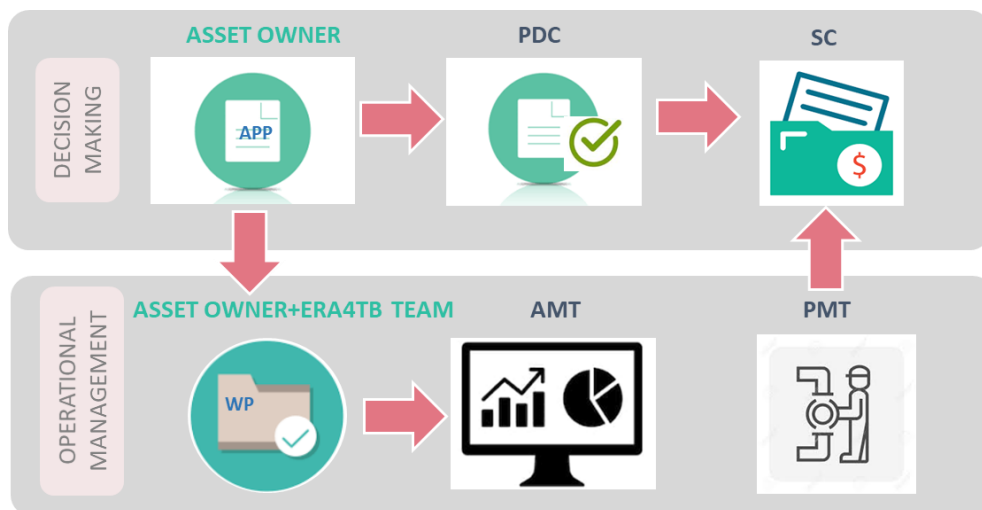 ASSET OWNER
PDC
SC
DECISION
MAKING
APP
$
ASSET OWNER+ERA4TB TEAM
AMT
PMT
OPERATIONAL
MANAGEMENT
WP